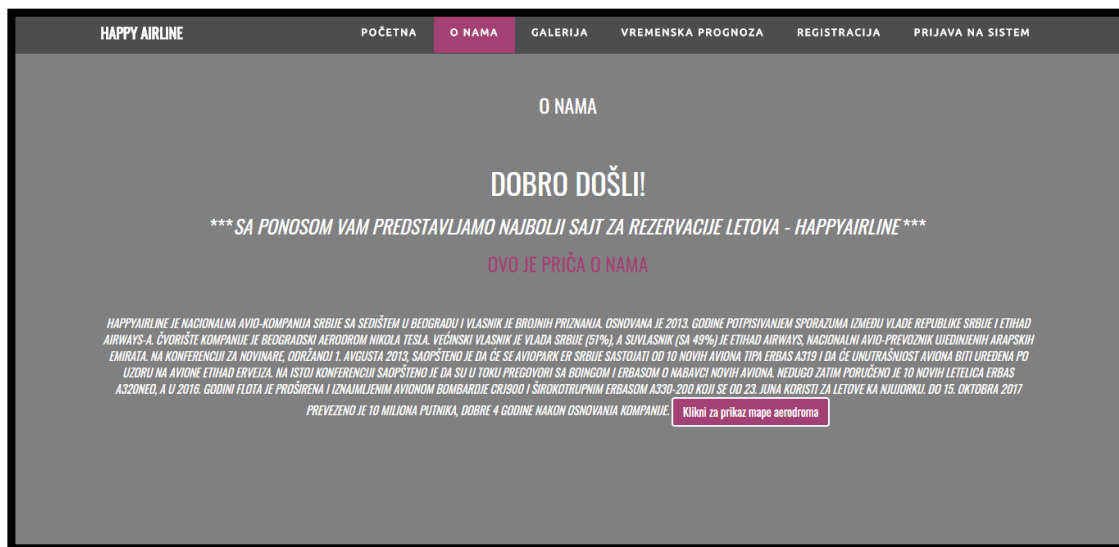 HAPPY AIRLINE POČETNA O NAMA GALERIJA VREMENSKA PROGNOZA REGISTRACIJA PRIJAVA NA SISTEM
O NAMA
DOBRO DOŠLI!
*** SA PONOSOM VAM PREDSTAVLJAMO NAJBOLJI SAJT ZA REZERVACIJE LETOVA - HAPPYAIRLINE ***
OVO JE PRIČA O NAMA
HAPPYAIRLINE JE NACIONALNA AVIO-KOMPANIJA SRBIJE SA SEDIŠTEM U BEOGRADU I VLASNIK JE BROJNIH PRIZNANJA. OSNOVANA JE 2013. GODINE POTPISIVANJEM SPORAZUMA IZMEĐU VLADE REPUBLIKE SRBIJE I ETIHAD
AIRWAYS-A. ČVORIŠTE KOMPANIJE JE BEOGRADSKI AERODROM NIKOLA TESLA. VEĆINSKI VLASNIK JE VLADA SRBIJE (51%), A SUVLASNIK (SA 49%) JE ETIHAD AIRWAYS, NACIONALNI AVIO-PREVOZNIK UJEDINJENIH ARAPSKIH
EMIRATA. NA KONFERENCIJI ZA NOVINARE, ODRŽANOJ 1. AVGUSTA 2013, SAOPŠTENO JE DA ĆE SE AVIOPARK ER SRBIJE SASTOJATI OD 10 NOVIH AVIONA TIPA ERBAS A319 I DA ĆE UNUTRAŠNJOST AVIONA BITI UREĐENA PO
UZORU NA AVIONE ETIHAD ERVEJZA. NA ISTOJ KONFERENCIJI SAOPŠTENO JE DA SU U TOKU PREGOVORI SA BOINGOM I ERBASOM O NABAVCI NOVIH AVIONA. NEDUGO ZATIM PORUČENO JE 10 NOVIH LETELICA ERBAS
A320NEO, A U 2016. GODINI FLOTA JE PROŠIRENA I IZNAJMLJENIM AVIONOM BOMBARDJE CRJ900 I ŠIROKOTRUPNIM ERBASOM A330-200 KOJI SE OD 23. JUNA KORISTI ZA LETOVE KA NJUJORKU. DO 15. OKTOBRA 2017
PREVEZENO JE 10 MILIONA PUTNIKA, DOBRE 4 GODINE NAKON OSNOVANJA KOMPANIJE. Klikni za prikaz mape aerodroma